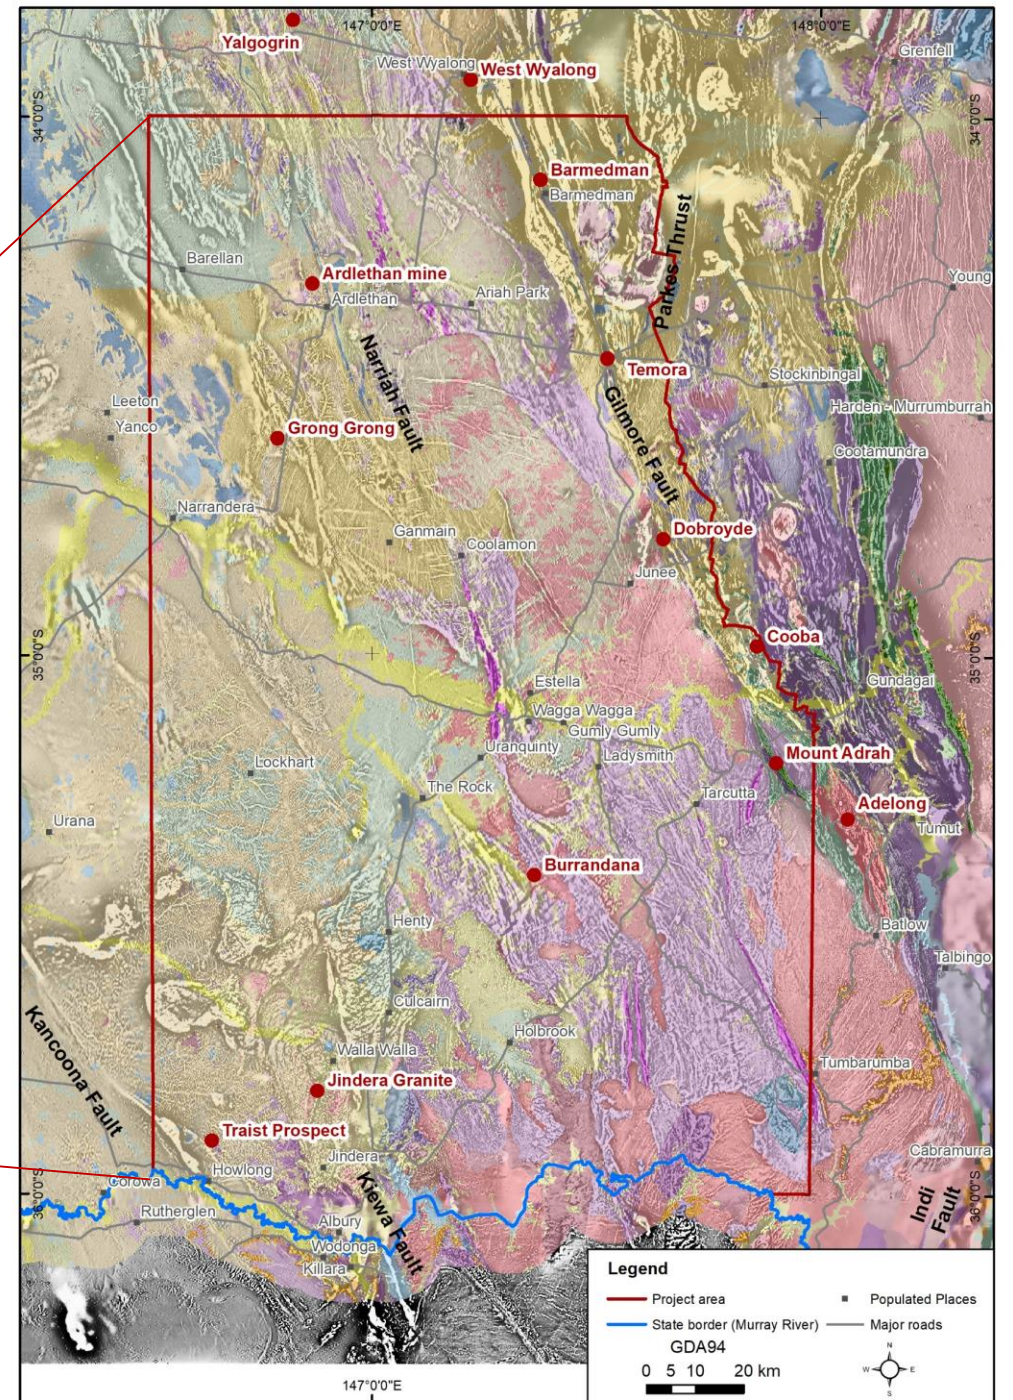 147°0'0"E
148°0'0"E
Yalgogrin
Grenfell
West Wyalong
West Wyalong
34°0'0"S
34°0'0"S
Barmedman
Barmedman
Parkes Thrust
Barellan
Ardlethan mine
Young
Ardlethan
Ariah Park
Narriah Fault
Temora
Stockinbingal
Gilmore Fault
Leeton
Harden - Murrumburrah
Yanco
Grong Grong
Cootamundra
Narrandera
Ganmain
Dobroyde
Coolamon
Junee
35°0'0"S
35°0'0"S
Cooba
Estella
Gundagai
Wagga Wagga
Gumly Gumly
Uranquinty
Ladysmith
Mount Adrah
Lockhart
The Rock
Tarcutta
Adelong
Urana
Tumut
Burrandana
Henty
Batlow
Talbingo
Culcairn
Kancoona Fault
Holbrook
Walla Walla
Tumbarumba
Jindera Granite
Traist Prospect
Cabramurra
Jindera
Howlong
Corowa
Kiewa Fault
Indi Fault
36°0'0"S
36°0'0"S
Rutherglen
Albury
Wodonga
Killara
Legend
Project area
Populated Places
State border (Murray River)
Major roads
GDA94
0 5 10 20 km
N
W
E
S
147°0'0"E